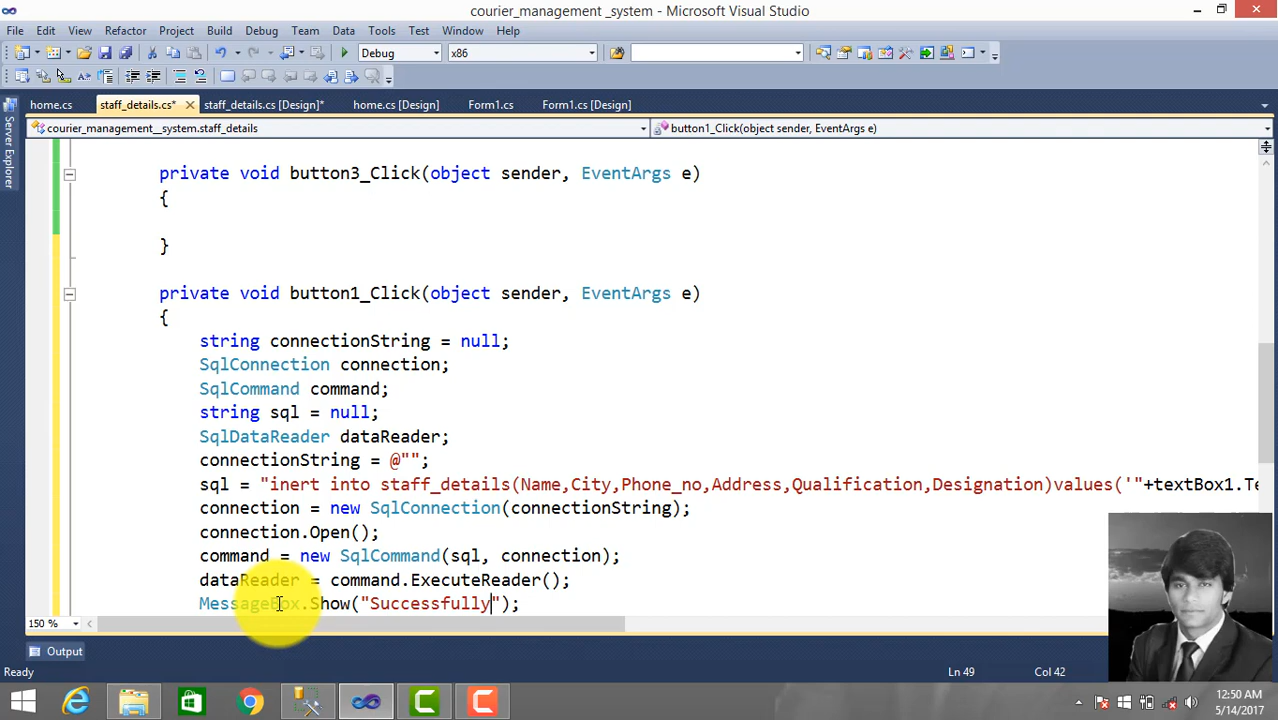 courier_management _system - Microsoft Visual Studio
File Edit View Refactor Project Build Debug Team Data Tools Test Window Help
Debug x86
home.cs staff_details.cs* staff_details.cs [Design]* home.cs [Design] Form1.cs Form1.cs [Design]
courier_management__system.staff_details button1_Click(object sender, EventArgs e)
Server Explorer
private void button3_Click(object sender, EventArgs e)
{
}
private void button1_Click(object sender, EventArgs e)
{
string connectionString = null;
SqlConnection connection;
SqlCommand command;
string sql = null;
SqlDataReader dataReader;
connectionString = @"";
sql = "inert into staff_details(Name,City,Phone_no,Address,Qualification,Designation)values('"+textBox1.Te
connection = new SqlConnection(connectionString);
connection.Open();
command = new SqlCommand(sql, connection);
dataReader = command.ExecuteReader();
MessageBox.Show("Successfully");
150 %
Output
Ready Ln 49 Col 42
12:50 AM
5/14/2017